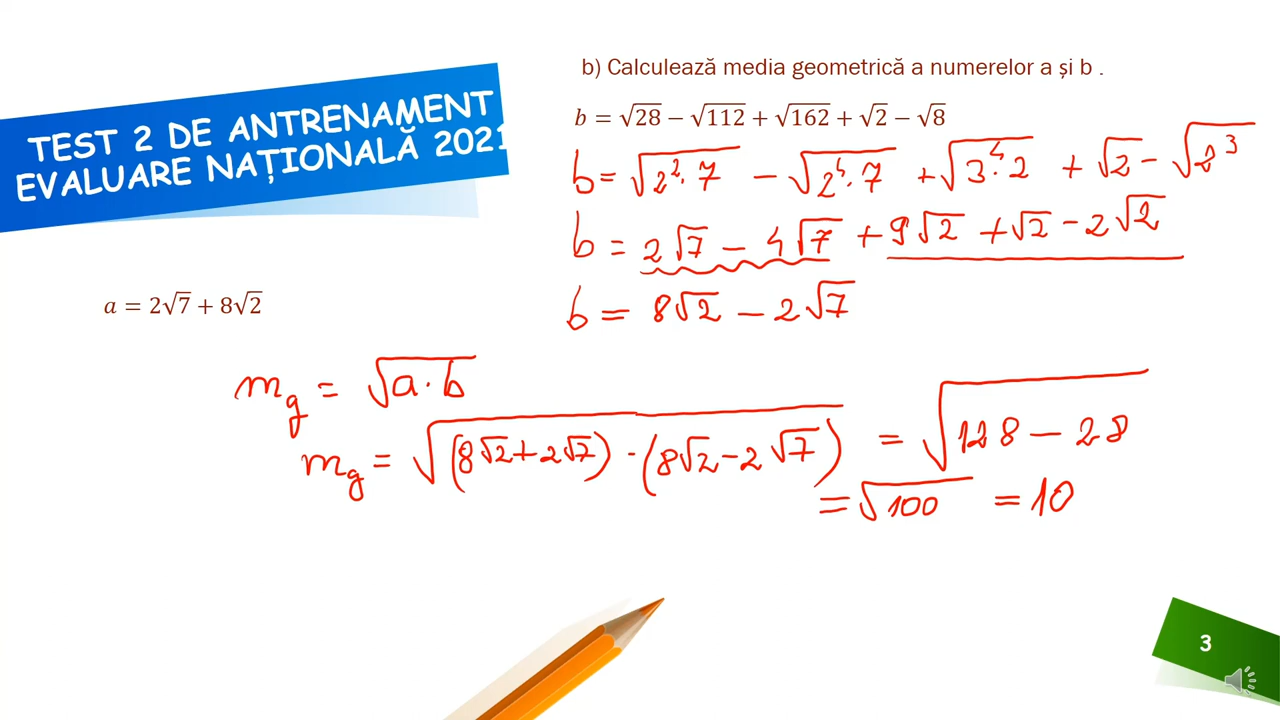 TEST 2 DE ANTRENAMENT
EVALUARE NAȚIONALĂ 2021
b) Calculează media geometrică a numerelor a și b .
b = √28 − √112 + √162 + √2 − √8
b = √(2²·7) − √(2⁴·7) + √(3⁴·2) + √2 − √(2³)
b = 2√7 − 4√7 + 9√2 + √2 − 2√2
b = 8√2 − 2√7
a = 2√7 + 8√2
m_g = √(a·b)
m_g = √((8√2+2√7)·(8√2−2√7)) = √(128−28)
= √100 = 10
3